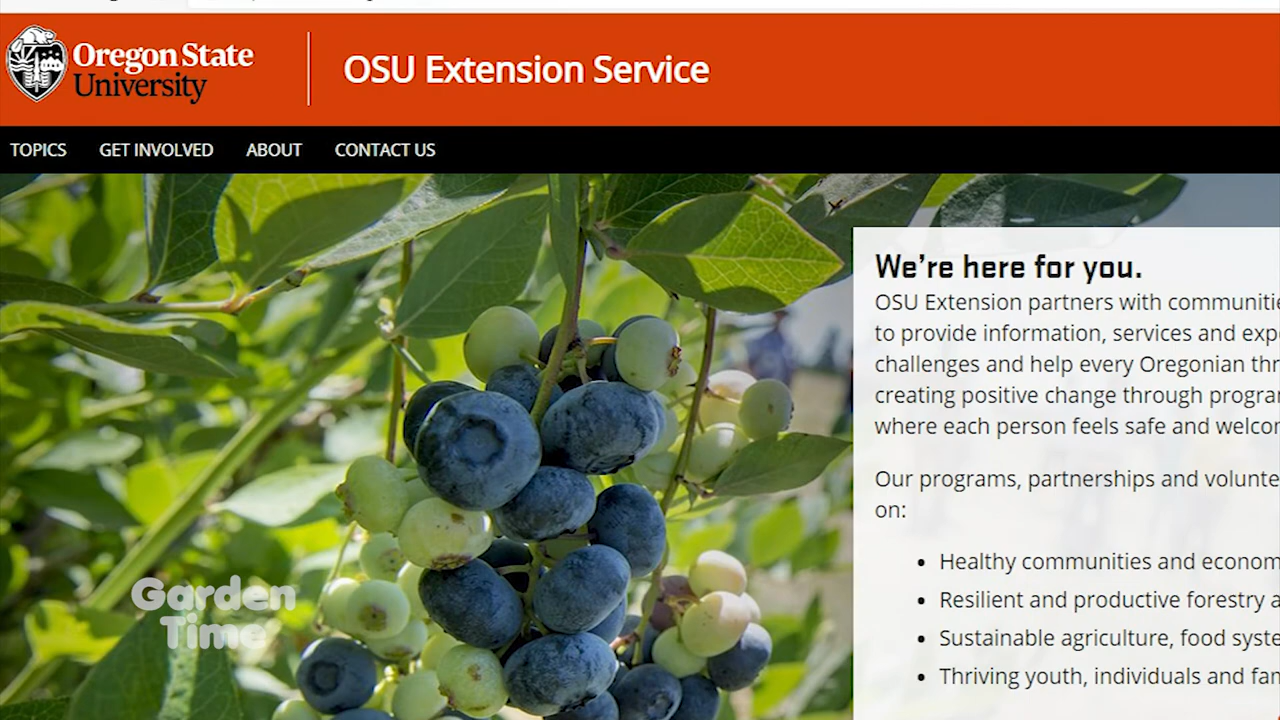 Oregon State
University
OSU Extension Service
TOPICS GET INVOLVED ABOUT CONTACT US
We're here for you.
OSU Extension partners with communiti
to provide information, services and exp
challenges and help every Oregonian thr
creating positive change through progra
where each person feels safe and welcor
Our programs, partnerships and volunte
on:
• Healthy communities and econom
• Resilient and productive forestry a
• Sustainable agriculture, food syste
• Thriving youth, individuals and fan
Garden
Time